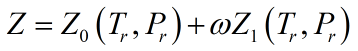 Z = Z₀ (Tᵣ, Pᵣ) + ωZ₁ (Tᵣ, Pᵣ)